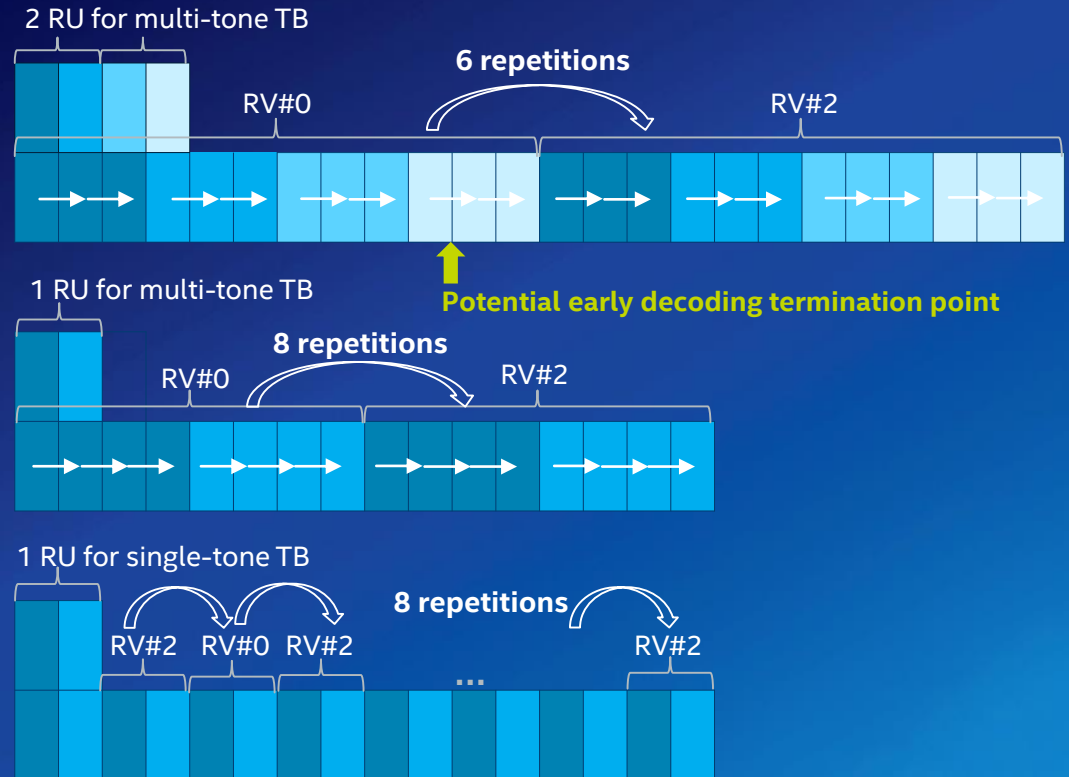 2 RU for multi-tone TB
6 repetitions
RV#0
RV#2
Potential early decoding termination point
1 RU for multi-tone TB
8 repetitions
RV#0
RV#2
1 RU for single-tone TB
8 repetitions
RV#2
RV#0
RV#2
RV#2
...